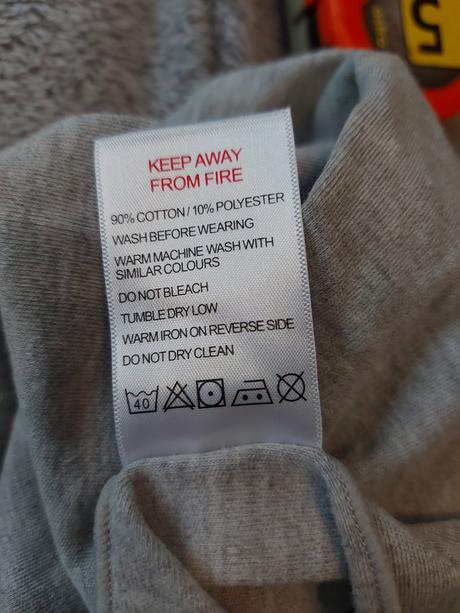 5
KEEP AWAY
FROM FIRE
90% COTTON / 10% POLYESTER
WASH BEFORE WEARING
WARM MACHINE WASH WITH
SIMILAR COLOURS
DO NOT BLEACH
TUMBLE DRY LOW
WARM IRON ON REVERSE SIDE
DO NOT DRY CLEAN
40